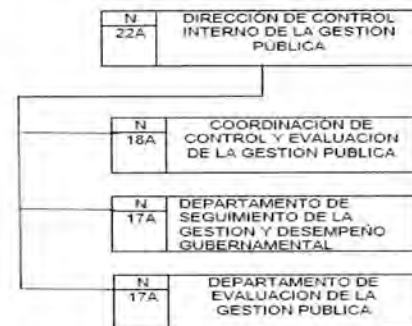 N
22A
DIRECCIÓN DE CONTROL
INTERNO DE LA GESTION
PUBLICA
N
18A
COORDINACIÓN DE
CONTROL Y EVALUACION
DE LA GESTION PUBLICA
N
17A
DEPARTAMENTO DE
SEGUIMIENTO DE LA
GESTION Y DESEMPEÑO
GUBERNAMENTAL
N
17A
DEPARTAMENTO DE
EVALUACION DE LA
GESTION PUBLICA